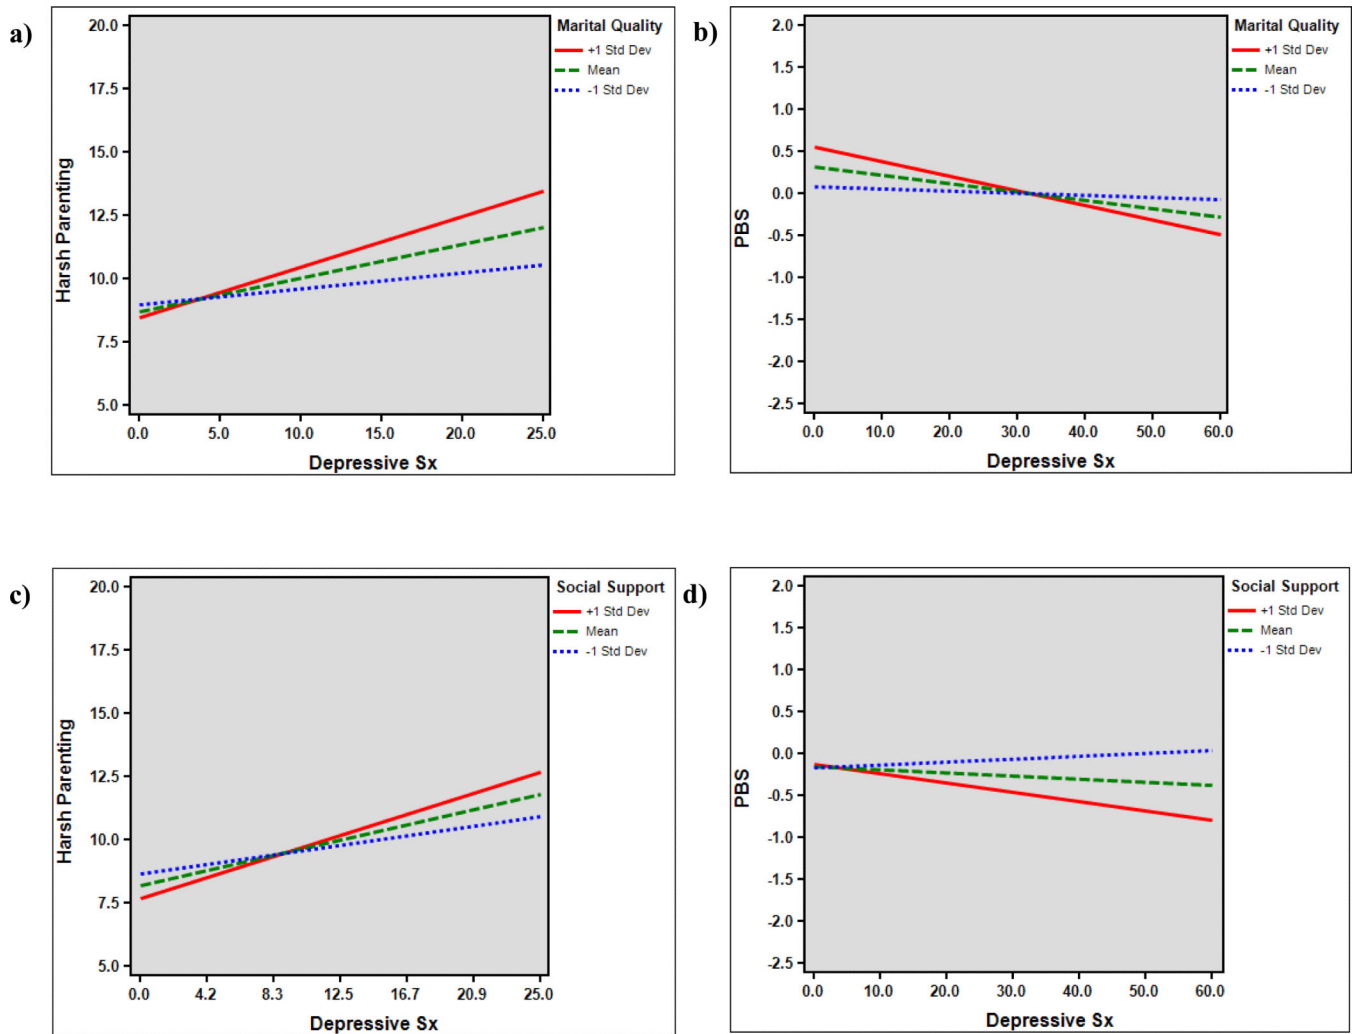 a)
Marital Quality
+1 Std Dev
Mean
-1 Std Dev
20.0
17.5
15.0
12.5
10.0
7.5
5.0
Harsh Parenting
0.0 5.0 10.0 15.0 20.0 25.0
Depressive Sx
b)
Marital Quality
+1 Std Dev
Mean
-1 Std Dev
2.0
1.5
1.0
0.5
0.0
-0.5
-1.0
-1.5
-2.0
-2.5
PBS
0.0 10.0 20.0 30.0 40.0 50.0 60.0
Depressive Sx
c)
Social Support
+1 Std Dev
Mean
-1 Std Dev
20.0
17.5
15.0
12.5
10.0
7.5
5.0
Harsh Parenting
0.0 4.2 8.3 12.5 16.7 20.9 25.0
Depressive Sx
d)
Social Support
+1 Std Dev
Mean
-1 Std Dev
2.0
1.5
1.0
0.5
0.0
-0.5
-1.0
-1.5
-2.0
-2.5
PBS
0.0 10.0 20.0 30.0 40.0 50.0 60.0
Depressive Sx